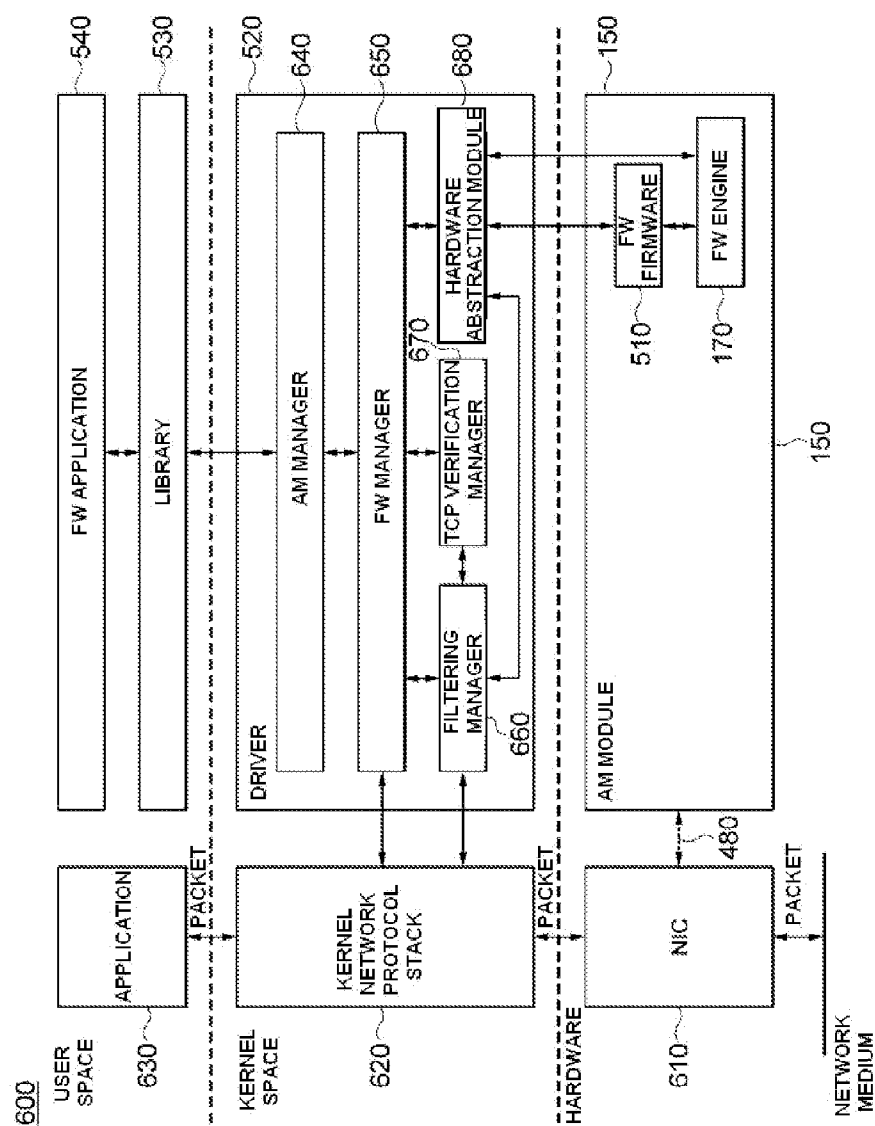 600
USER
SPACE
APPLICATION
630
FW APPLICATION
540
LIBRARY
530
PACKET
KERNEL
SPACE
KERNEL
NETWORK
PROTOCOL
STACK
620
DRIVER
520
AM MANAGER
640
FW MANAGER
650
FILTERING
MANAGER
660
TCP VERIFICATION
MANAGER
670
HARDWARE
ABSTRACTION MODULE
680
PACKET
HARDWARE
NIC
610
480
AM MODULE
150
FW
FIRMWARE
510
FW ENGINE
170
150
PACKET
NETWORK
MEDIUM